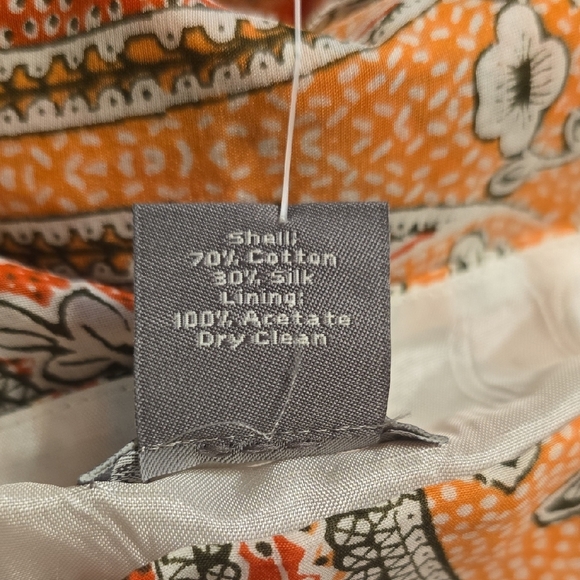 Shell:
70% Cotton
30% Silk
Lining:
100% Acetate
Dry Clean